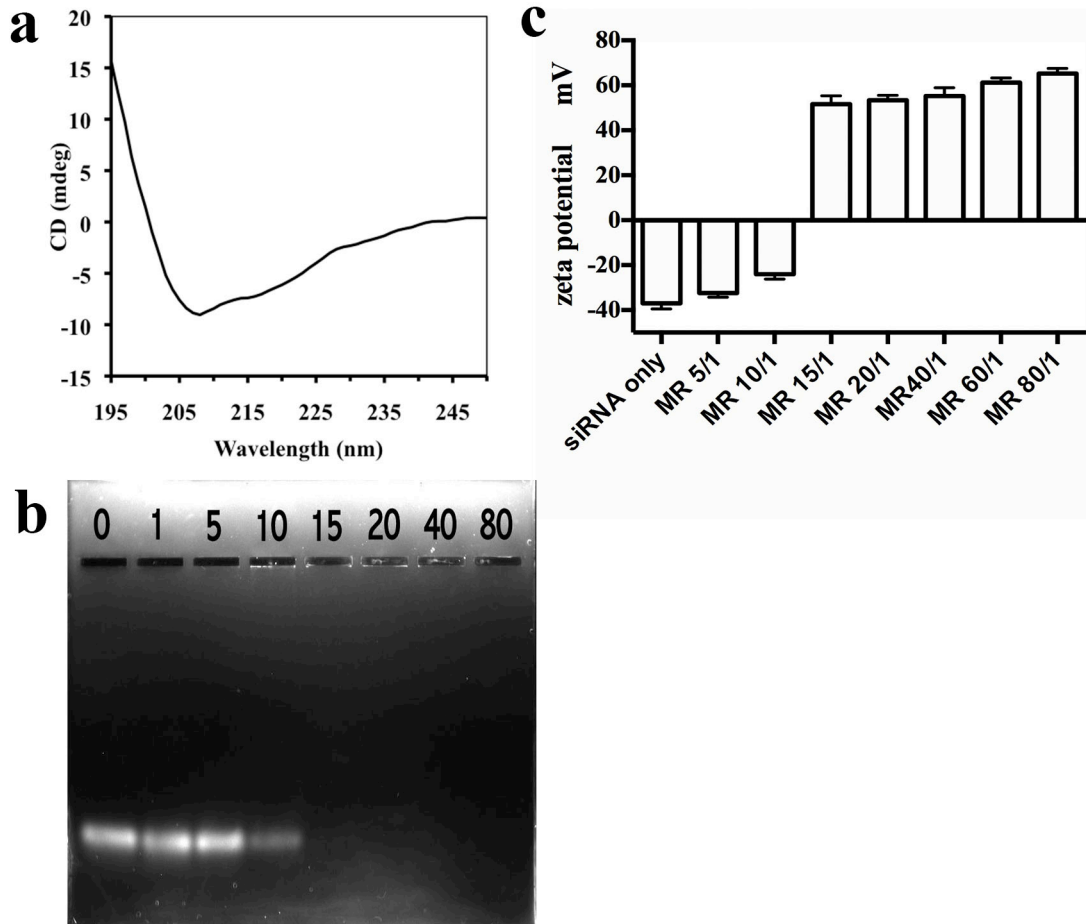 a
20
15
10
5
0
-5
-10
-15
CD (mdeg)
195 205 215 225 235 245
Wavelength (nm)
b
0 1 5 10 15 20 40 80
c
80
60
40
20
0
-20
-40
zeta potential mV
siRNA only
MR 5/1
MR 10/1
MR 15/1
MR 20/1
MR40/1
MR 60/1
MR 80/1